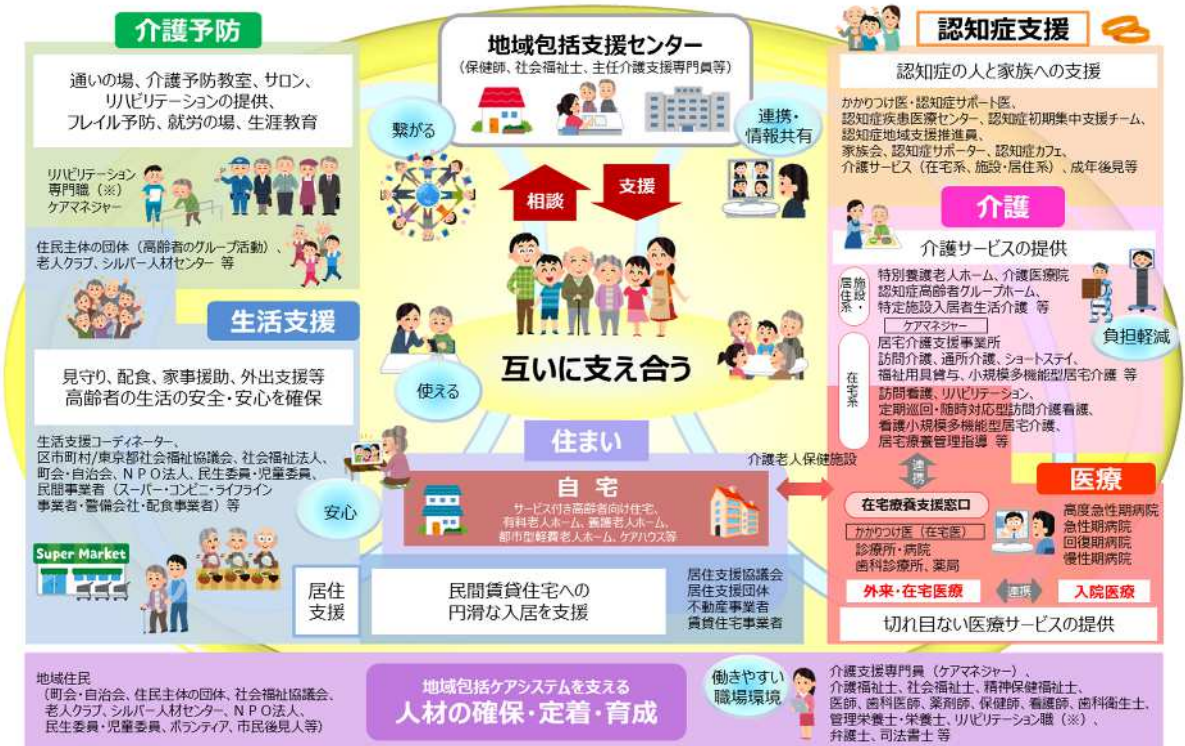 介護予防
通いの場、介護予防教室、サロン、
リハビリテーションの提供、
フレイル予防、就労の場、生涯教育
リハビリテーション
専門職（※）
ケアマネジャー
住民主体の団体（高齢者のグループ活動）、
老人クラブ、シルバー人材センター 等
地域包括支援センター
（保健師、社会福祉士、主任介護支援専門員等）
繋がる
連携・
情報共有
相談
支援
互いに支え合う
使える
認知症支援
認知症の人と家族への支援
かかりつけ医・認知症サポート医、
認知症疾患医療センター、認知症初期集中支援チーム、
認知症地域支援推進員、
家族会、認知症サポーター、認知症カフェ、
介護サービス（在宅系、施設・居住系）、成年後見等
介護
介護サービスの提供
施設・
居住系
特別養護老人ホーム、介護医療院
認知症高齢者グループホーム、
特定施設入居者生活介護 等
負担軽減
在宅系
ケアマネジャー
居宅介護支援事業所
訪問介護、通所介護、ショートステイ、
福祉用具貸与、小規模多機能型居宅介護 等
訪問看護、リハビリテーション、
定期巡回・随時対応型訪問介護看護、
看護小規模多機能型居宅介護、
居宅療養管理指導 等
生活支援
見守り、配食、家事援助、外出支援等
高齢者の生活の安全・安心を確保
生活支援コーディネーター、
区市町村/東京都社会福祉協議会、社会福祉法人、
町会・自治会、ＮＰＯ法人、民生委員・児童委員、
民間事業者（スーパー・コンビニ・ライフライン
事業者・警備会社・配食事業者）等
安心
Super Market
住まい
自宅
サービス付き高齢者向け住宅、
有料老人ホーム、養護老人ホーム、
都市型軽費老人ホーム、ケアハウス等
介護老人保健施設
居住
支援
民間賃貸住宅への
円滑な入居を支援
居住支援協議会
居住支援団体
不動産事業者
賃貸住宅事業者
連携
医療
在宅療養支援窓口
かかりつけ医（在宅医）
診療所・病院
歯科診療所、薬局
高度急性期病院
急性期病院
回復期病院
慢性期病院
外来・在宅医療
連携
入院医療
切れ目ない医療サービスの提供
地域住民
（町会・自治会、住民主体の団体、社会福祉協議会、
老人クラブ、シルバー人材センター、ＮＰＯ法人、
民生委員・児童委員、ボランティア、市民後見人等）
地域包括ケアシステムを支える
人材の確保・定着・育成
働きやすい
職場環境
介護支援専門員（ケアマネジャー）、
介護福祉士、社会福祉士、精神保健福祉士、
医師、歯科医師、薬剤師、保健師、看護師、歯科衛生士、
管理栄養士・栄養士、リハビリテーション職（※）、
弁護士、司法書士 等